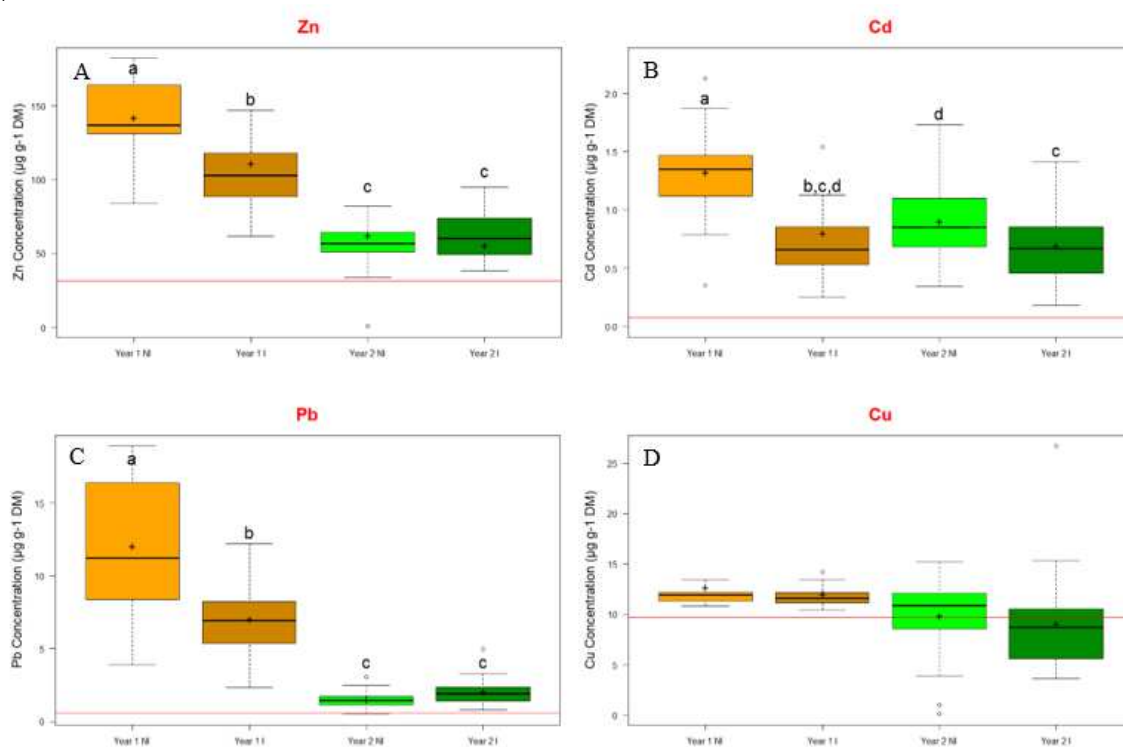 Zn
A
a
b
c
c
Zn Concentration (µg g-1 DM)
150
100
50
0
Year 1 NI
Year 1 I
Year 2 NI
Year 2 I
Cd
B
a
b,c,d
d
c
Cd Concentration (µg g-1 DM)
2.0
1.5
1.0
0.5
0.0
Year 1 NI
Year 1 I
Year 2 NI
Year 2 I
Pb
C
a
b
c
c
Pb Concentration (µg g-1 DM)
15
10
5
0
Year 1 NI
Year 1 I
Year 2 NI
Year 2 I
Cu
D
Cu Concentration (µg g-1 DM)
25
20
15
10
5
0
Year 1 NI
Year 1 I
Year 2 NI
Year 2 I